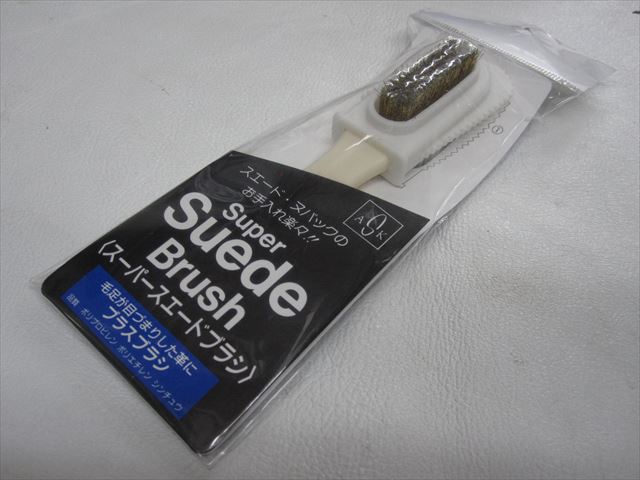 スエード・ヌバックの
お手入れ楽々!!
A S K
Super
Suede
Brush
〈スーパースエードブラシ〉
毛足が目づまりした革に
ブラスブラシ
品質 ポリプロピレン ポリエチレン シンチュウ
①